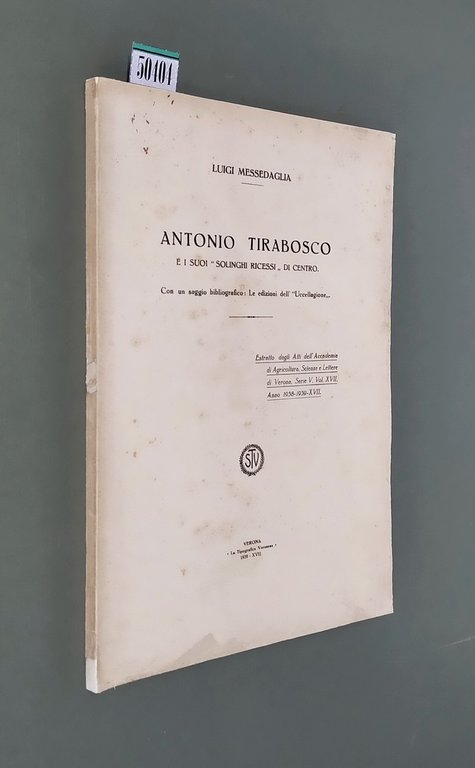 50404
LUIGI MESSEDAGLIA
ANTONIO TIRABOSCO
E I SUOI “SOLINGHI RICESSI„ DI CENTRO.
Con un saggio bibliografico: Le edizioni dell' “Uccellagione„.
Estratto dagli Atti dell'Accademia
di Agricoltura, Scienze e Lettere
di Verona. Serie V. Vol. XVII.
Anno 1938-1939-XVII.
STV
VERONA
“ La Tipografica Veronese „
1939 - XVII